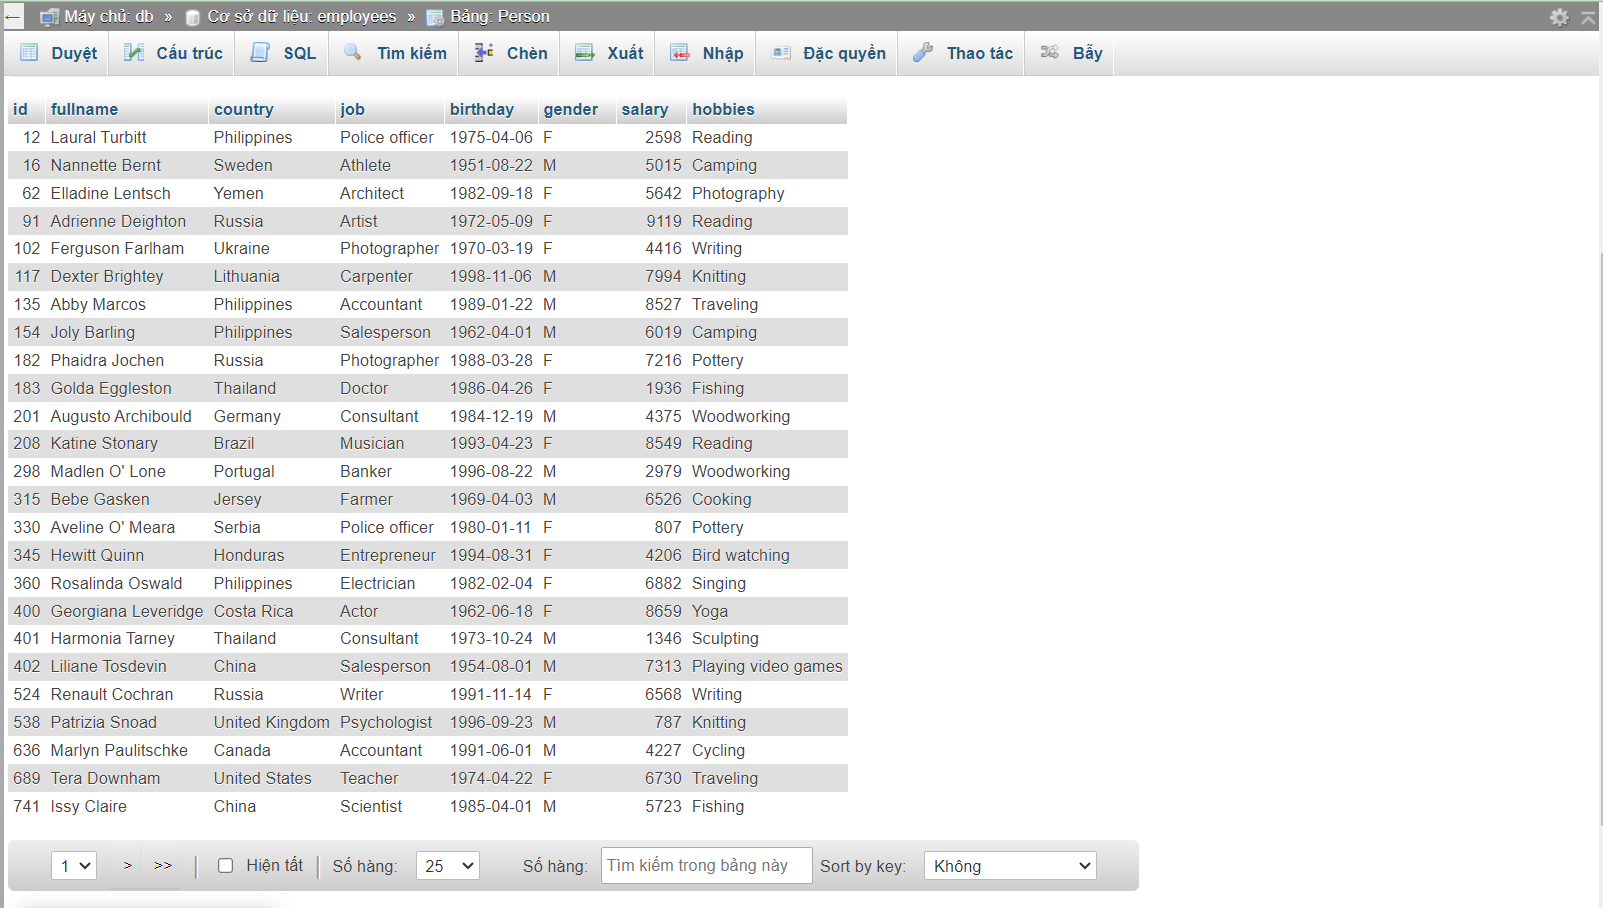 ← Máy chủ: db » Cơ sở dữ liệu: employees » Bảng: Person
Duyệt Cấu trúc SQL Tìm kiếm Chèn Xuất Nhập Đặc quyền Thao tác Bẫy
id fullname country job birthday gender salary hobbies
12 Laural Turbitt Philippines Police officer 1975-04-06 F 2598 Reading
16 Nannette Bernt Sweden Athlete 1951-08-22 M 5015 Camping
62 Elladine Lentsch Yemen Architect 1982-09-18 F 5642 Photography
91 Adrienne Deighton Russia Artist 1972-05-09 F 9119 Reading
102 Ferguson Farlham Ukraine Photographer 1970-03-19 F 4416 Writing
117 Dexter Brightey Lithuania Carpenter 1998-11-06 M 7994 Knitting
135 Abby Marcos Philippines Accountant 1989-01-22 M 8527 Traveling
154 Joly Barling Philippines Salesperson 1962-04-01 M 6019 Camping
182 Phaidra Jochen Russia Photographer 1988-03-28 F 7216 Pottery
183 Golda Eggleston Thailand Doctor 1986-04-26 F 1936 Fishing
201 Augusto Archibould Germany Consultant 1984-12-19 M 4375 Woodworking
208 Katine Stonary Brazil Musician 1993-04-23 F 8549 Reading
298 Madlen O' Lone Portugal Banker 1996-08-22 M 2979 Woodworking
315 Bebe Gasken Jersey Farmer 1969-04-03 M 6526 Cooking
330 Aveline O' Meara Serbia Police officer 1980-01-11 F 807 Pottery
345 Hewitt Quinn Honduras Entrepreneur 1994-08-31 F 4206 Bird watching
360 Rosalinda Oswald Philippines Electrician 1982-02-04 F 6882 Singing
400 Georgiana Leveridge Costa Rica Actor 1962-06-18 F 8659 Yoga
401 Harmonia Tarney Thailand Consultant 1973-10-24 M 1346 Sculpting
402 Liliane Tosdevin China Salesperson 1954-08-01 M 7313 Playing video games
524 Renault Cochran Russia Writer 1991-11-14 F 6568 Writing
538 Patrizia Snoad United Kingdom Psychologist 1996-09-23 M 787 Knitting
636 Marlyn Paulitschke Canada Accountant 1991-06-01 M 4227 Cycling
689 Tera Downham United States Teacher 1974-04-22 F 6730 Traveling
741 Issy Claire China Scientist 1985-04-01 M 5723 Fishing
1 > >> | Hiện tất | Số hàng: 25 Số hàng: Tìm kiếm trong bảng này Sort by key: Không